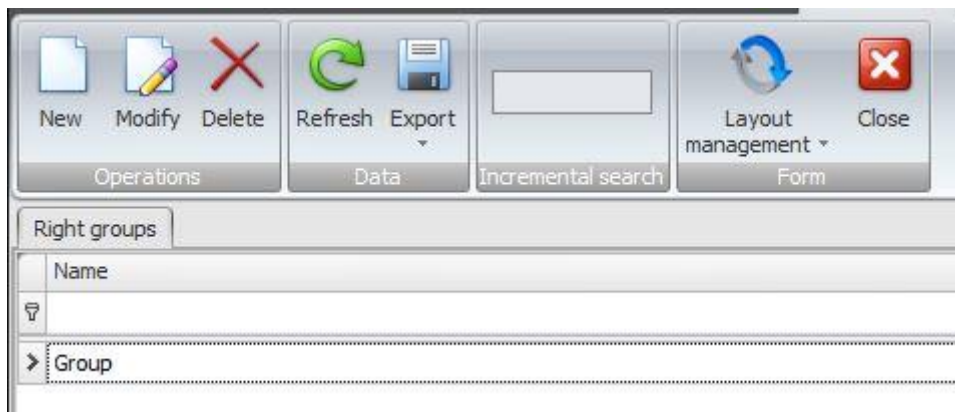 New Modify Delete Refresh Export Layout management Close
Operations Data Incremental search Form
Right groups
Name
Group